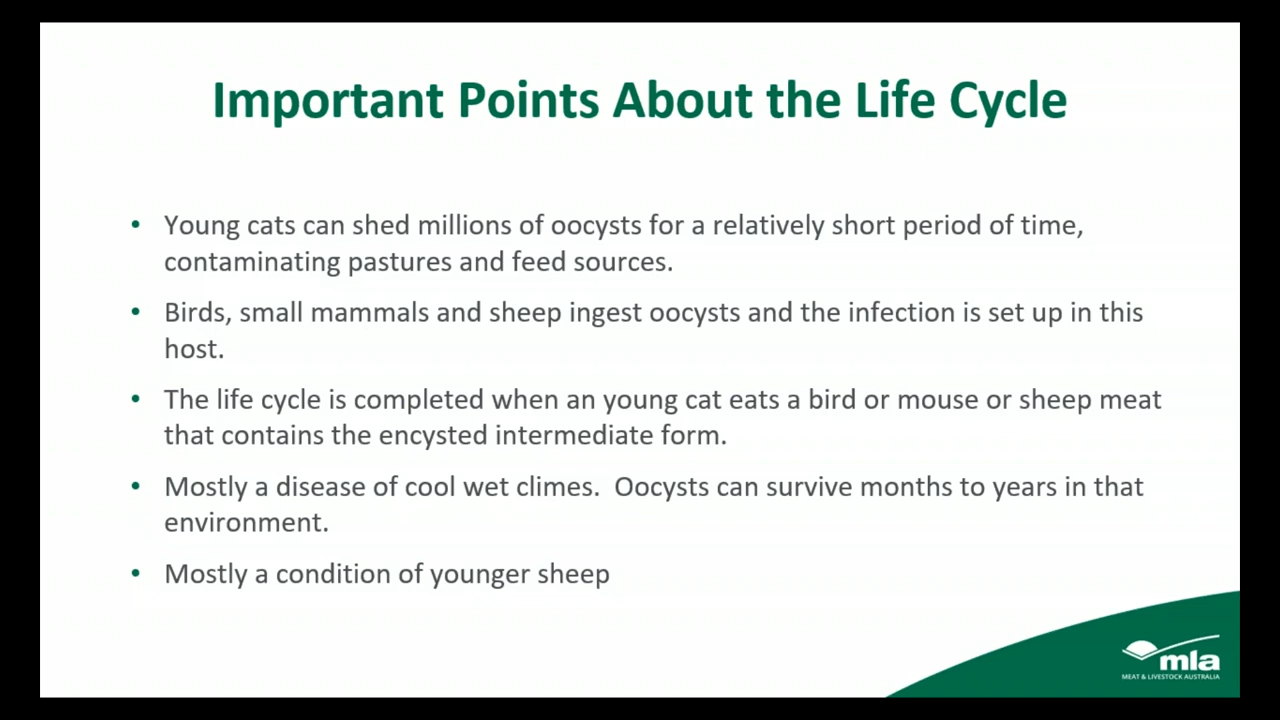 Important Points About the Life Cycle
• Young cats can shed millions of oocysts for a relatively short period of time,
contaminating pastures and feed sources.
• Birds, small mammals and sheep ingest oocysts and the infection is set up in this
host.
• The life cycle is completed when an young cat eats a bird or mouse or sheep meat
that contains the encysted intermediate form.
• Mostly a disease of cool wet climes.  Oocysts can survive months to years in that
environment.
• Mostly a condition of younger sheep
mla
MEAT & LIVESTOCK AUSTRALIA